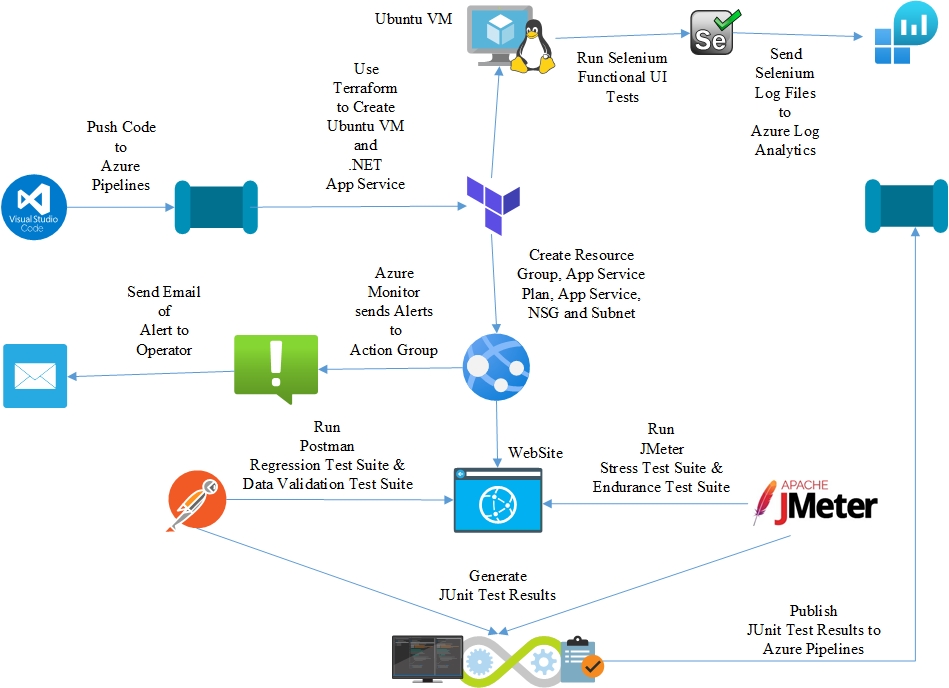 Ubuntu VM
Se
Run Selenium
Functional UI
Tests
Send
Selenium
Log Files
to
Azure Log
Analytics
Use
Terraform
to Create
Ubuntu VM
and
.NET
App Service
Push Code
to
Azure
Pipelines
Visual Studio
Code
Create Resource
Group, App Service
Plan, App Service,
NSG and Subnet
Azure
Monitor
sends Alerts
to
Action Group
Send Email
of
Alert to
Operator
Run
Postman
Regression Test Suite &
Data Validation Test Suite
WebSite
Run
JMeter
Stress Test Suite &
Endurance Test Suite
APACHE
JMeter
Generate
JUnit Test Results
Publish
JUnit Test Results to
Azure Pipelines